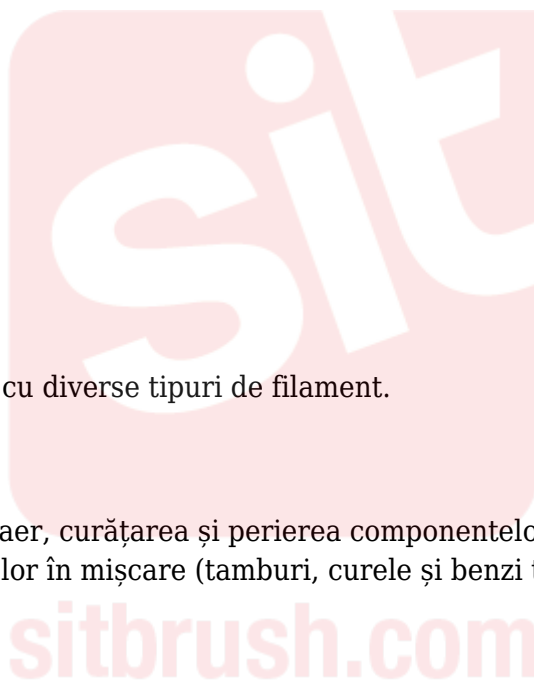 sit
cu diverse tipuri de filament.
aer, curățarea și perierea componentelo
lor în mișcare (tamburi, curele și benzi t
sitbrush.com